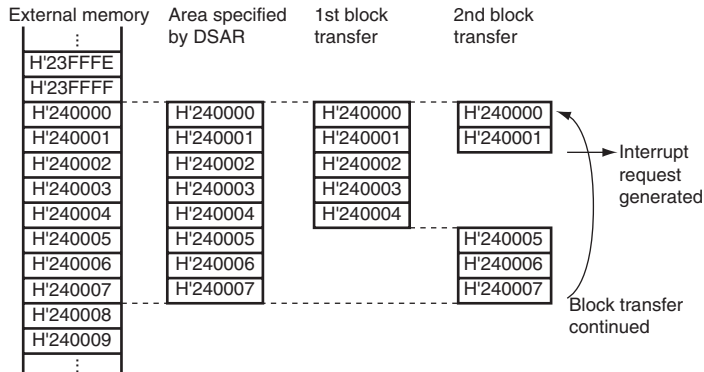 External memory
Area specified
by DSAR
1st block
transfer
2nd block
transfer
⋮
H'23FFFE
H'23FFFF
H'240000
H'240001
H'240002
H'240003
H'240004
H'240005
H'240006
H'240007
H'240008
H'240009
⋮
H'240000
H'240001
H'240002
H'240003
H'240004
H'240005
H'240006
H'240007
H'240000
H'240001
H'240002
H'240003
H'240004
H'240000
H'240001
H'240005
H'240006
H'240007
Interrupt
request
generated
Block transfer
continued